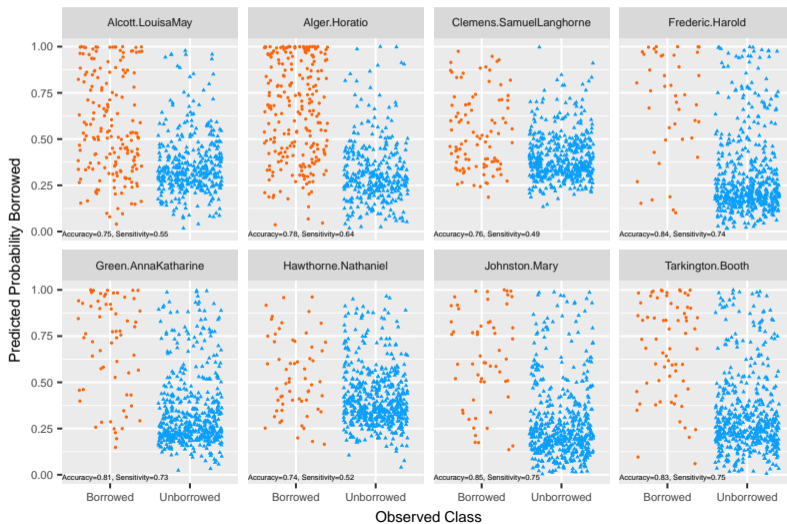 Alcott.LouisaMay
Alger.Horatio
Clemens.SamuelLanghorne
Frederic.Harold
1.00
0.75
0.50
0.25
0.00
Accuracy=0.75, Sensitivity=0.55
Accuracy=0.78, Sensitivity=0.64
Accuracy=0.76, Sensitivity=0.49
Accuracy=0.84, Sensitivity=0.74
Green.AnnaKatharine
Hawthorne.Nathaniel
Johnston.Mary
Tarkington.Booth
1.00
0.75
0.50
0.25
0.00
Accuracy=0.81, Sensitivity=0.73
Accuracy=0.74, Sensitivity=0.52
Accuracy=0.85, Sensitivity=0.75
Accuracy=0.83, Sensitivity=0.75
Borrowed
Unborrowed
Borrowed
Unborrowed
Borrowed
Unborrowed
Borrowed
Unborrowed
Observed Class
Predicted Probability Borrowed